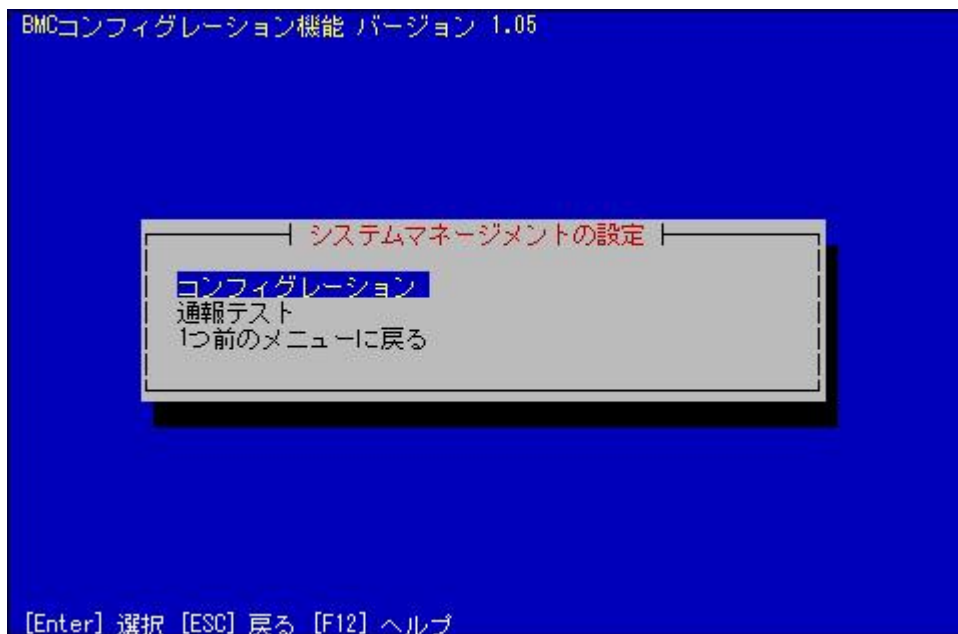 BMCコンフィグレーション機能 バージョン 1.05
システムマネージメントの設定
コンフィグレーション
通報テスト
1つ前のメニューに戻る
[Enter] 選択 [ESC] 戻る [F12] ヘルプ